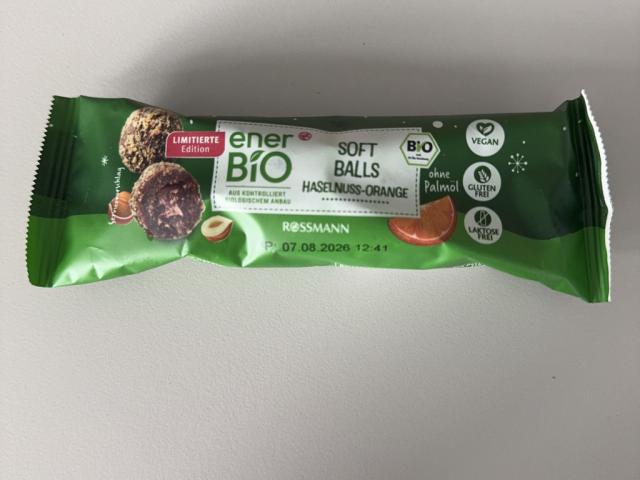 LIMITIERTE
Edition
ener
BiO
AUS KONTROLLIERT
BIOLOGISCHEM ANBAU
SOFT
BALLS
HASELNUSS-ORANGE
BiO
ohne
Palmöl
VEGAN
GLUTEN
FREI
LAKTOSE
FREI
ROSSMANN
07.08.2026 12:41